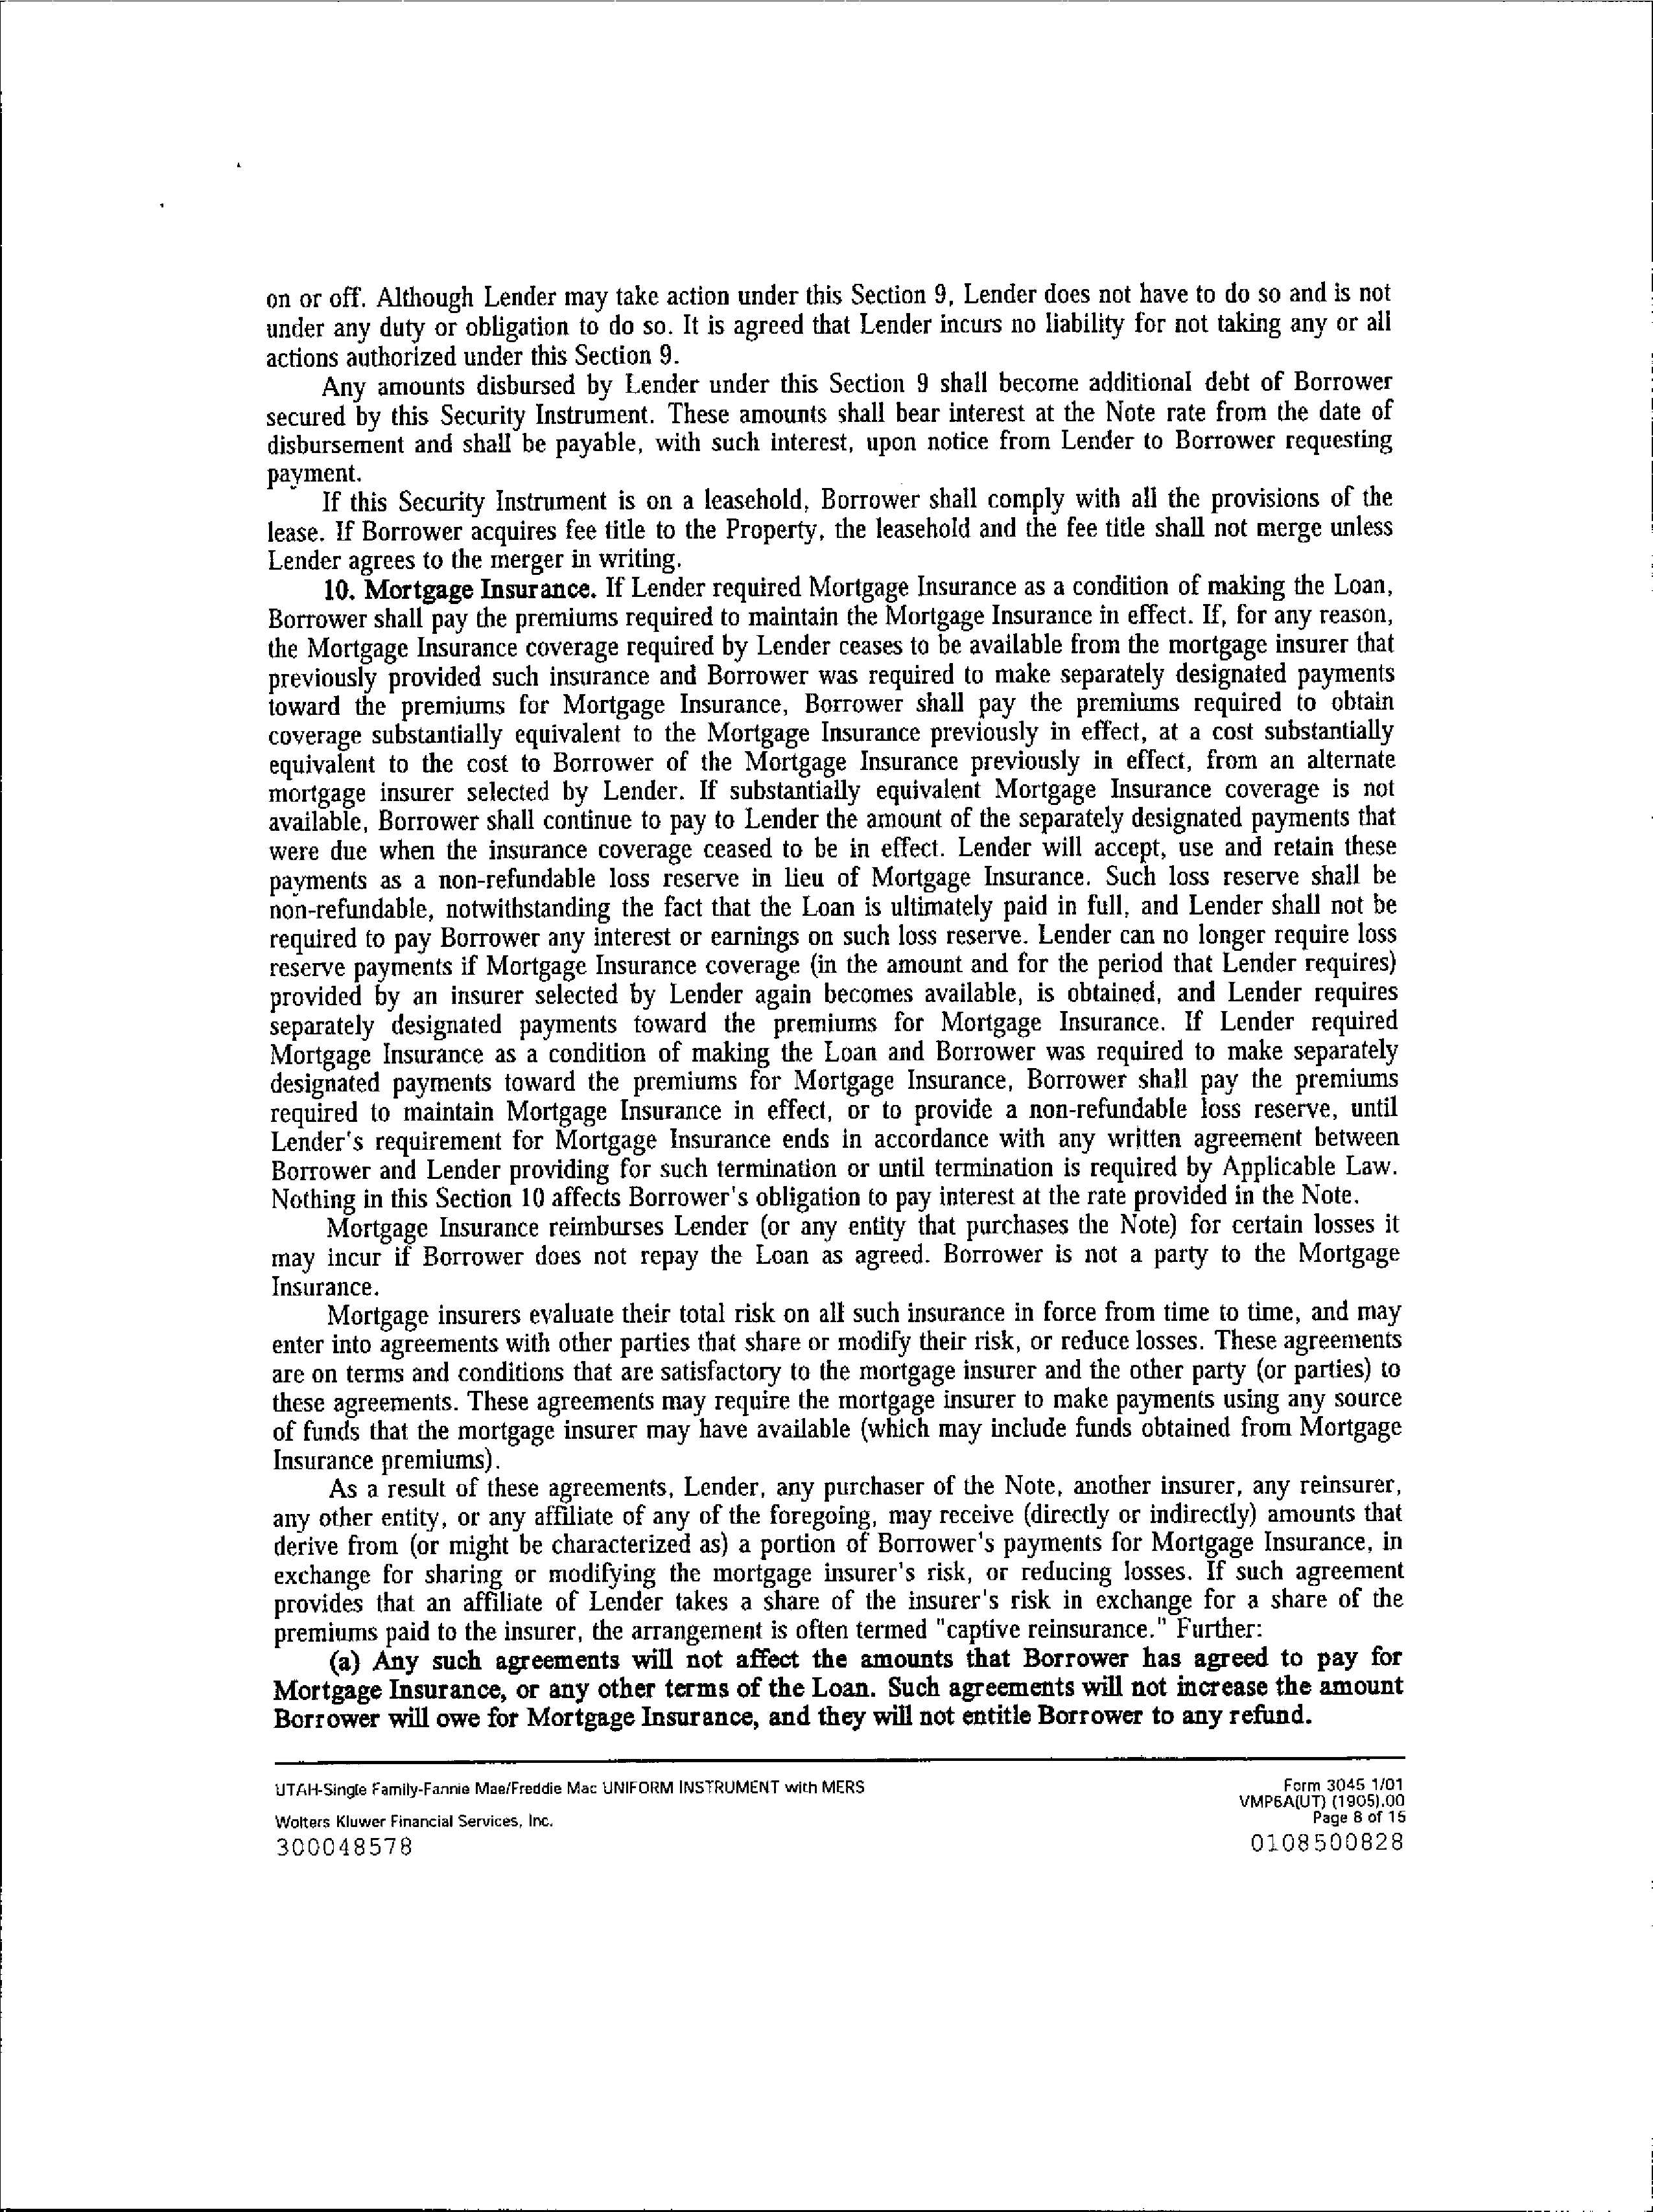 on or off. Although Lender may take action under this Section 9, Lender does not have to do so and is not
under any duty or obligation to do so. It is agreed that Lender incurs no liability for not taking any or all
actions authorized under this Section 9.
Any amounts disbursed by Lender under this Section 9 shall become additional debt of Borrower
secured by this Security Instrument. These amounts shall bear interest at the Note rate from the date of
disbursement and shall be payable, with such interest, upon notice from Lender to Borrower requesting
payment.
If this Security Instrument is on a leasehold, Borrower shall comply with all the provisions of the
lease. If Borrower acquires fee title to the Property, the leasehold and the fee title shall not merge unless
Lender agrees to the merger in writing.
10. Mortgage Insurance. If Lender required Mortgage Insurance as a condition of making the Loan,
Borrower shall pay the premiums required to maintain the Mortgage Insurance in effect. If, for any reason,
the Mortgage Insurance coverage required by Lender ceases to be available from the mortgage insurer that
previously provided such insurance and Borrower was required to make separately designated payments
toward the premiums for Mortgage Insurance, Borrower shall pay the premiums required to obtain
coverage substantially equivalent to the Mortgage Insurance previously in effect, at a cost substantially
equivalent to the cost to Borrower of the Mortgage Insurance previously in effect, from an alternate
mortgage insurer selected by Lender. If substantially equivalent Mortgage Insurance coverage is not
available, Borrower shall continue to pay to Lender the amount of the separately designated payments that
were due when the insurance coverage ceased to be in effect. Lender will accept, use and retain these
payments as a non-refundable loss reserve in lieu of Mortgage Insurance. Such loss reserve shall be
non-refundable, notwithstanding the fact that the Loan is ultimately paid in full, and Lender shall not be
required to pay Borrower any interest or earnings on such loss reserve. Lender can no longer require loss
reserve payments if Mortgage Insurance coverage (in the amount and for the period that Lender requires)
provided by an insurer selected by Lender again becomes available, is obtained, and Lender requires
separately designated payments toward the premiums for Mortgage Insurance. If Lender required
Mortgage Insurance as a condition of making the Loan and Borrower was required to make separately
designated payments toward the premiums for Mortgage Insurance, Borrower shall pay the premiums
required to maintain Mortgage Insurance in effect, or to provide a non-refundable loss reserve, until
Lender's requirement for Mortgage Insurance ends in accordance with any written agreement between
Borrower and Lender providing for such termination or until termination is required by Applicable Law.
Nothing in this Section 10 affects Borrower's obligation to pay interest at the rate provided in the Note.
Mortgage Insurance reimburses Lender (or any entity that purchases the Note) for certain losses it
may incur if Borrower does not repay the Loan as agreed. Borrower is not a party to the Mortgage
Insurance.
Mortgage insurers evaluate their total risk on all such insurance in force from time to time, and may
enter into agreements with other parties that share or modify their risk, or reduce losses. These agreements
are on terms and conditions that are satisfactory to the mortgage insurer and the other party (or parties) to
these agreements. These agreements may require the mortgage insurer to make payments using any source
of funds that the mortgage insurer may have available (which may include funds obtained from Mortgage
Insurance premiums).
As a result of these agreements, Lender, any purchaser of the Note, another insurer, any reinsurer,
any other entity, or any affiliate of any of the foregoing, may receive (directly or indirectly) amounts that
derive from (or might be characterized as) a portion of Borrower's payments for Mortgage Insurance, in
exchange for sharing or modifying the mortgage insurer's risk, or reducing losses. If such agreement
provides that an affiliate of Lender takes a share of the insurer's risk in exchange for a share of the
premiums paid to the insurer, the arrangement is often termed "captive reinsurance." Further:
(a) Any such agreements will not affect the amounts that Borrower has agreed to pay for
Mortgage Insurance, or any other terms of the Loan. Such agreements will not increase the amount
Borrower will owe for Mortgage Insurance, and they will not entitle Borrower to any refund.
UTAH-Single Family-Fannie Mae/Freddie Mac UNIFORM INSTRUMENT with MERS
Form 3045 1/01
VMP6A(UT) (1905).00
Wolters Kluwer Financial Services, Inc.
Page 8 of 15
300048578
0108500828